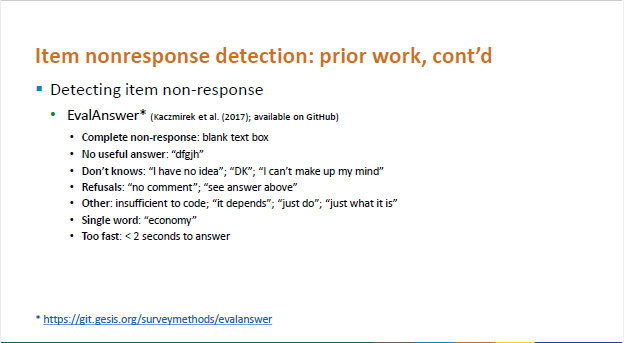 Item nonresponse detection: prior work, cont’d
▪ Detecting item non-response
• EvalAnswer* (Kaczmirek et al. (2017); available on GitHub)
• Complete non-response: blank text box
• No useful answer: “dfgjh”
• Don’t knows: “I have no idea”; “DK”; “I can’t make up my mind”
• Refusals: “no comment”; “see answer above”
• Other: insufficient to code; “it depends”; “just do”; “just what it is”
• Single word: “economy”
• Too fast: < 2 seconds to answer
* https://git.gesis.org/surveymethods/evalanswer